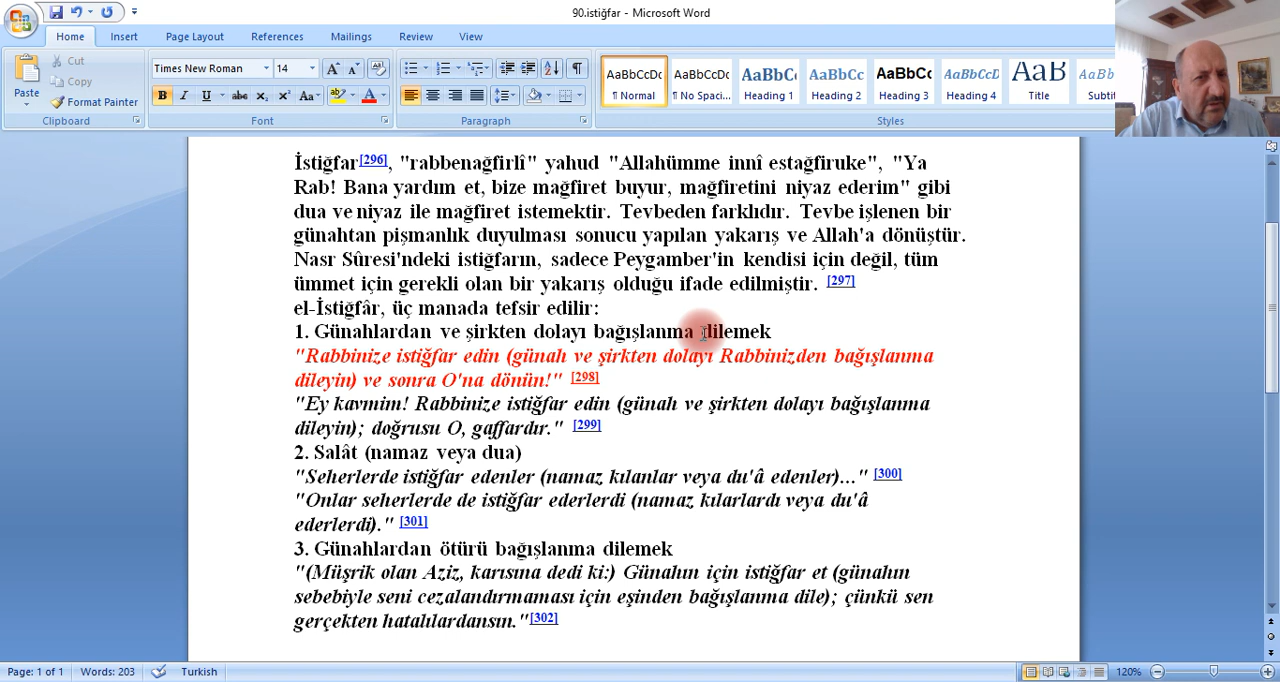 90.istiğfar - Microsoft Word
Home Insert Page Layout References Mailings Review View
Paste Cut Copy Format Painter
Times New Roman 14
AaBbCcDc AaBbCcDc AaBbCc AaBbCc AaBbCc AaBbCcD AaB AaBb
¶ Normal ¶ No Spaci... Heading 1 Heading 2 Heading 3 Heading 4 Title Subtit
Clipboard Font Paragraph Styles
İstiğfar[296], "rabbenağfirlî" yahud "Allahümme innî estağfiruke", "Ya
Rab! Bana yardım et, bize mağfiret buyur, mağfiretini niyaz ederim" gibi
dua ve niyaz ile mağfiret istemektir. Tevbeden farklıdır. Tevbe işlenen bir
günahtan pişmanlık duyulması sonucu yapılan yakarış ve Allah'a dönüştür.
Nasr Sûresi'ndeki istiğfarın, sadece Peygamber'in kendisi için değil, tüm
ümmet için gerekli olan bir yakarış olduğu ifade edilmiştir. [297]
el-İstiğfâr, üç manada tefsir edilir:
1. Günahlardan ve şirkten dolayı bağışlanma dilemek
"Rabbinize istiğfar edin (günah ve şirkten dolayı Rabbinizden bağışlanma
dileyin) ve sonra O'na dönün!" [298]
"Ey kavmim! Rabbinize istiğfar edin (günah ve şirkten dolayı bağışlanma
dileyin); doğrusu O, gaffardır." [299]
2. Salât (namaz veya dua)
"Seherlerde istiğfar edenler (namaz kılanlar veya du'â edenler)..." [300]
"Onlar seherlerde de istiğfar ederlerdi (namaz kılarlardı veya du'â
ederlerdi)." [301]
3. Günahlardan ötürü bağışlanma dilemek
"(Müşrik olan Aziz, karısına dedi ki:) Günahın için istiğfar et (günahın
sebebiyle seni cezalandırmaması için eşinden bağışlanma dile); çünkü sen
gerçekten hatalılardansın."[302]
Page: 1 of 1 Words: 203 Turkish 120%